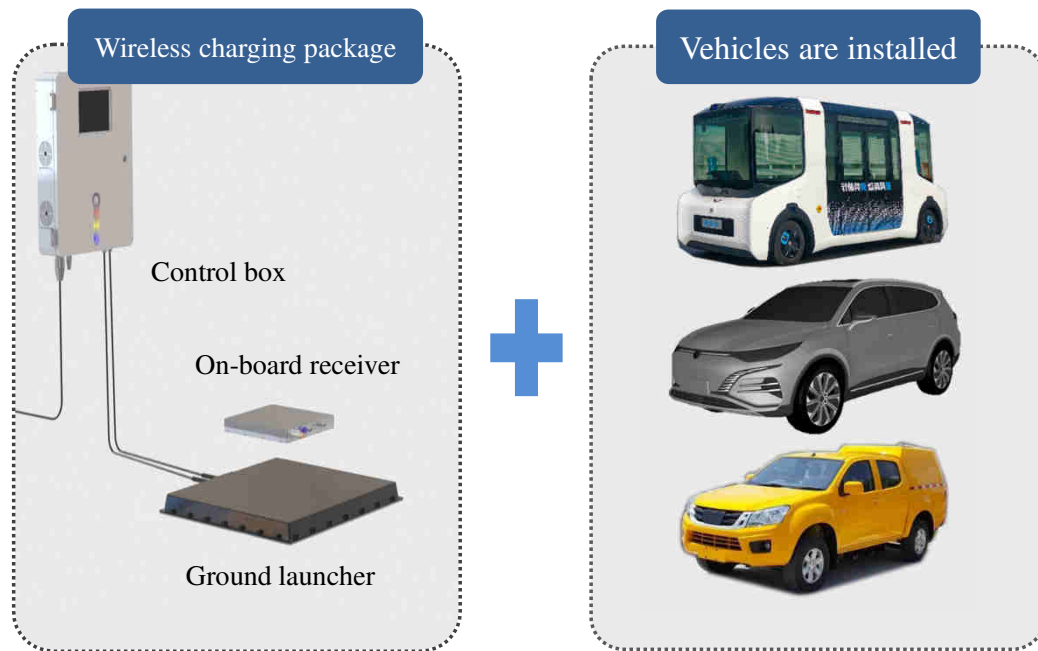 Wireless charging package
Vehicles are installed
Control box
On-board receiver
Ground launcher